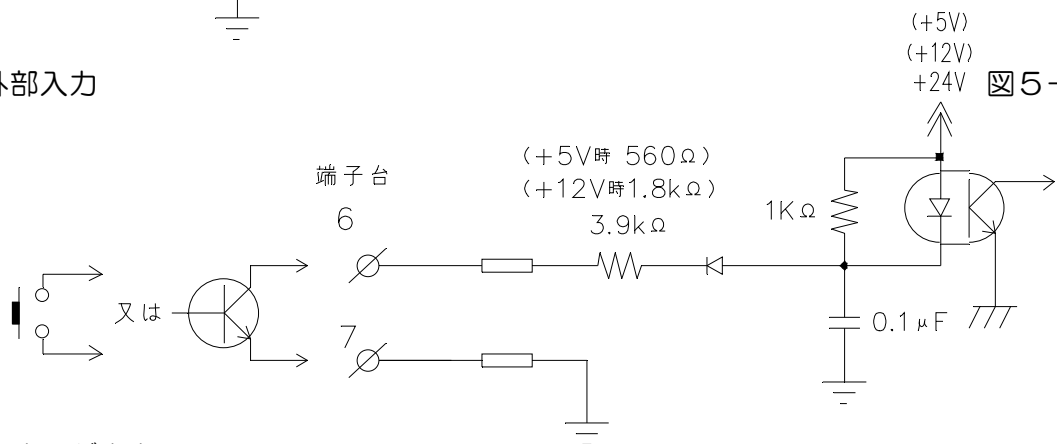 部入力
(+5V)
(+12V)
+24V
図5-
端子台
(+5V時 560Ω)
(+12V時1.8kΩ)
3.9kΩ
1KΩ
6
又は
7
0.1μF